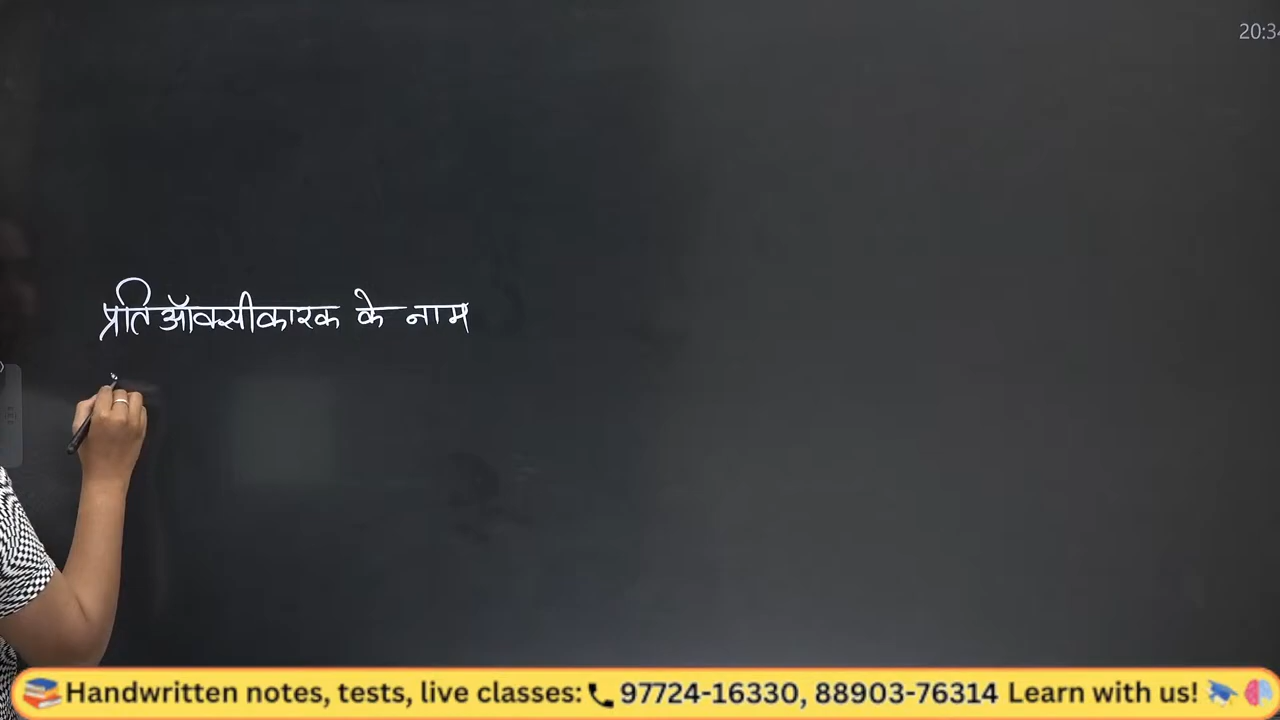 20:34
प्रतिऑक्सीकारक के नाम
Handwritten notes, tests, live classes: 97724-16330, 88903-76314 Learn with us!